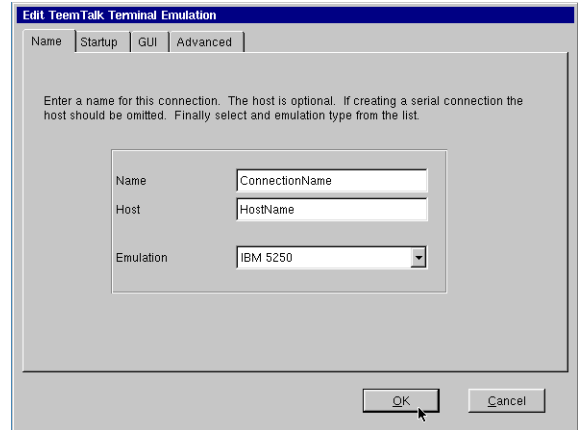 Edit TeemTalk Terminal Emulation
Name Startup GUI Advanced
Enter a name for this connection. The host is optional. If creating a serial connection the
host should be omitted. Finally select and emulation type from the list.
Name ConnectionName
Host HostName
Emulation IBM 5250
OK Cancel